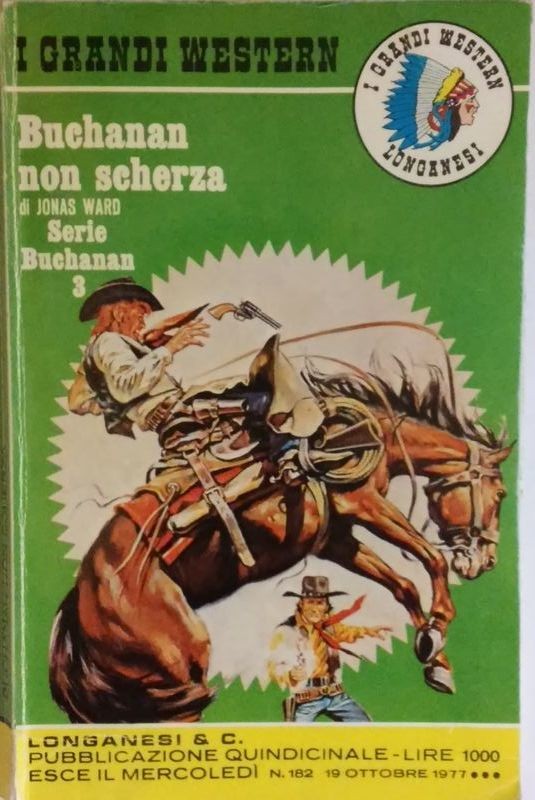 I GRANDI WESTERN
I GRANDI WESTERN
LONGANESI
Buchanan
non scherza
di JONAS WARD
Serie
Buchanan
3
LONGANESI & C.
PUBBLICAZIONE QUINDICINALE - LIRE 1000
ESCE IL MERCOLEDÌ N. 182 19 OTTOBRE 1977 •••